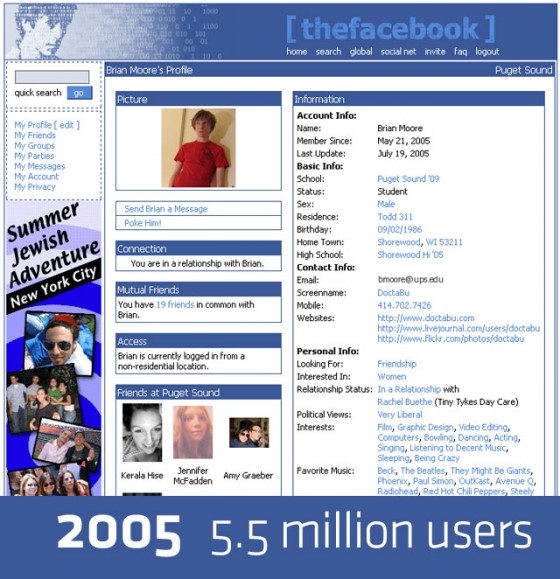 [ thefacebook ]
home search global social net invite faq logout
quick search go
My Profile [ edit ]
My Friends
My Groups
My Parties
My Messages
My Account
My Privacy
Summer
Jewish
Adventure
New York City
Brian Moore's Profile Puget Sound
Picture
Send Brian a Message
Poke Him!
Connection
You are in a relationship with Brian.
Mutual Friends
You have 19 friends in common with
Brian.
Access
Brian is currently logged in from a
non-residential location.
Friends at Puget Sound
Kerala Hise
Jennifer
McFadden
Amy Graeber
Information
Account Info:
Name: Brian Moore
Member Since: May 21, 2005
Last Update: July 19, 2005
Basic Info:
School: Puget Sound '09
Status: Student
Sex: Male
Residence: Todd 311
Birthday: 09/02/1986
Home Town: Shorewood, WI 53211
High School: Shorewood Hi '05
Contact Info:
Email: bmoore@ups.edu
Screenname: DoctaBu
Mobile: 414.702.7426
Websites: http://www.doctabu.com
http://www.livejournal.com/users/doctabu
http://www.flickr.com/photos/doctabu
Personal Info:
Looking For: Friendship
Interested In: Women
Relationship Status: In a Relationship with
Rachel Buethe (Tiny Tykes Day Care)
Political Views: Very Liberal
Interests: Film, Graphic Design, Video Editing,
Computers, Bowling, Dancing, Acting,
Singing, Listening to Decent Music,
Sleeping, Being Crazy
Favorite Music: Beck, The Beatles, They Might Be Giants,
Phoenix, Paul Simon, OutKast, Avenue Q,
Radiohead, Red Hot Chili Peppers, Steely
2005 5.5 million users